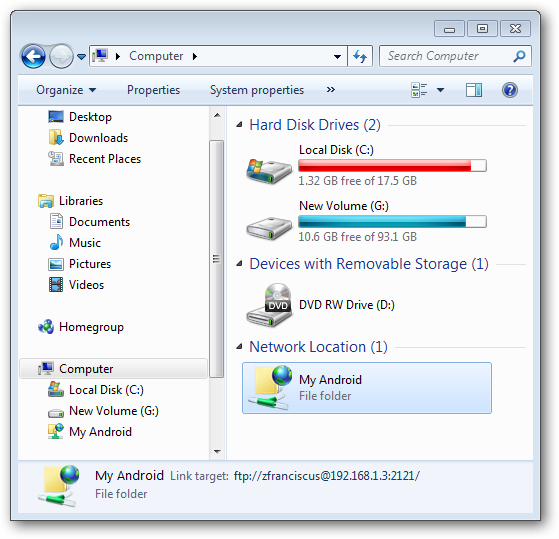 Computer
Search Computer
Organize Properties System properties »
Desktop
Downloads
Recent Places
Libraries
Documents
Music
Pictures
Videos
Homegroup
Computer
Local Disk (C:)
New Volume (G:)
My Android
Hard Disk Drives (2)
Local Disk (C:)
1.32 GB free of 17.5 GB
New Volume (G:)
10.6 GB free of 93.1 GB
Devices with Removable Storage (1)
DVD
DVD RW Drive (D:)
Network Location (1)
My Android
File folder
My Android Link target: ftp://zfranciscus@192.168.1.3:2121/
File folder